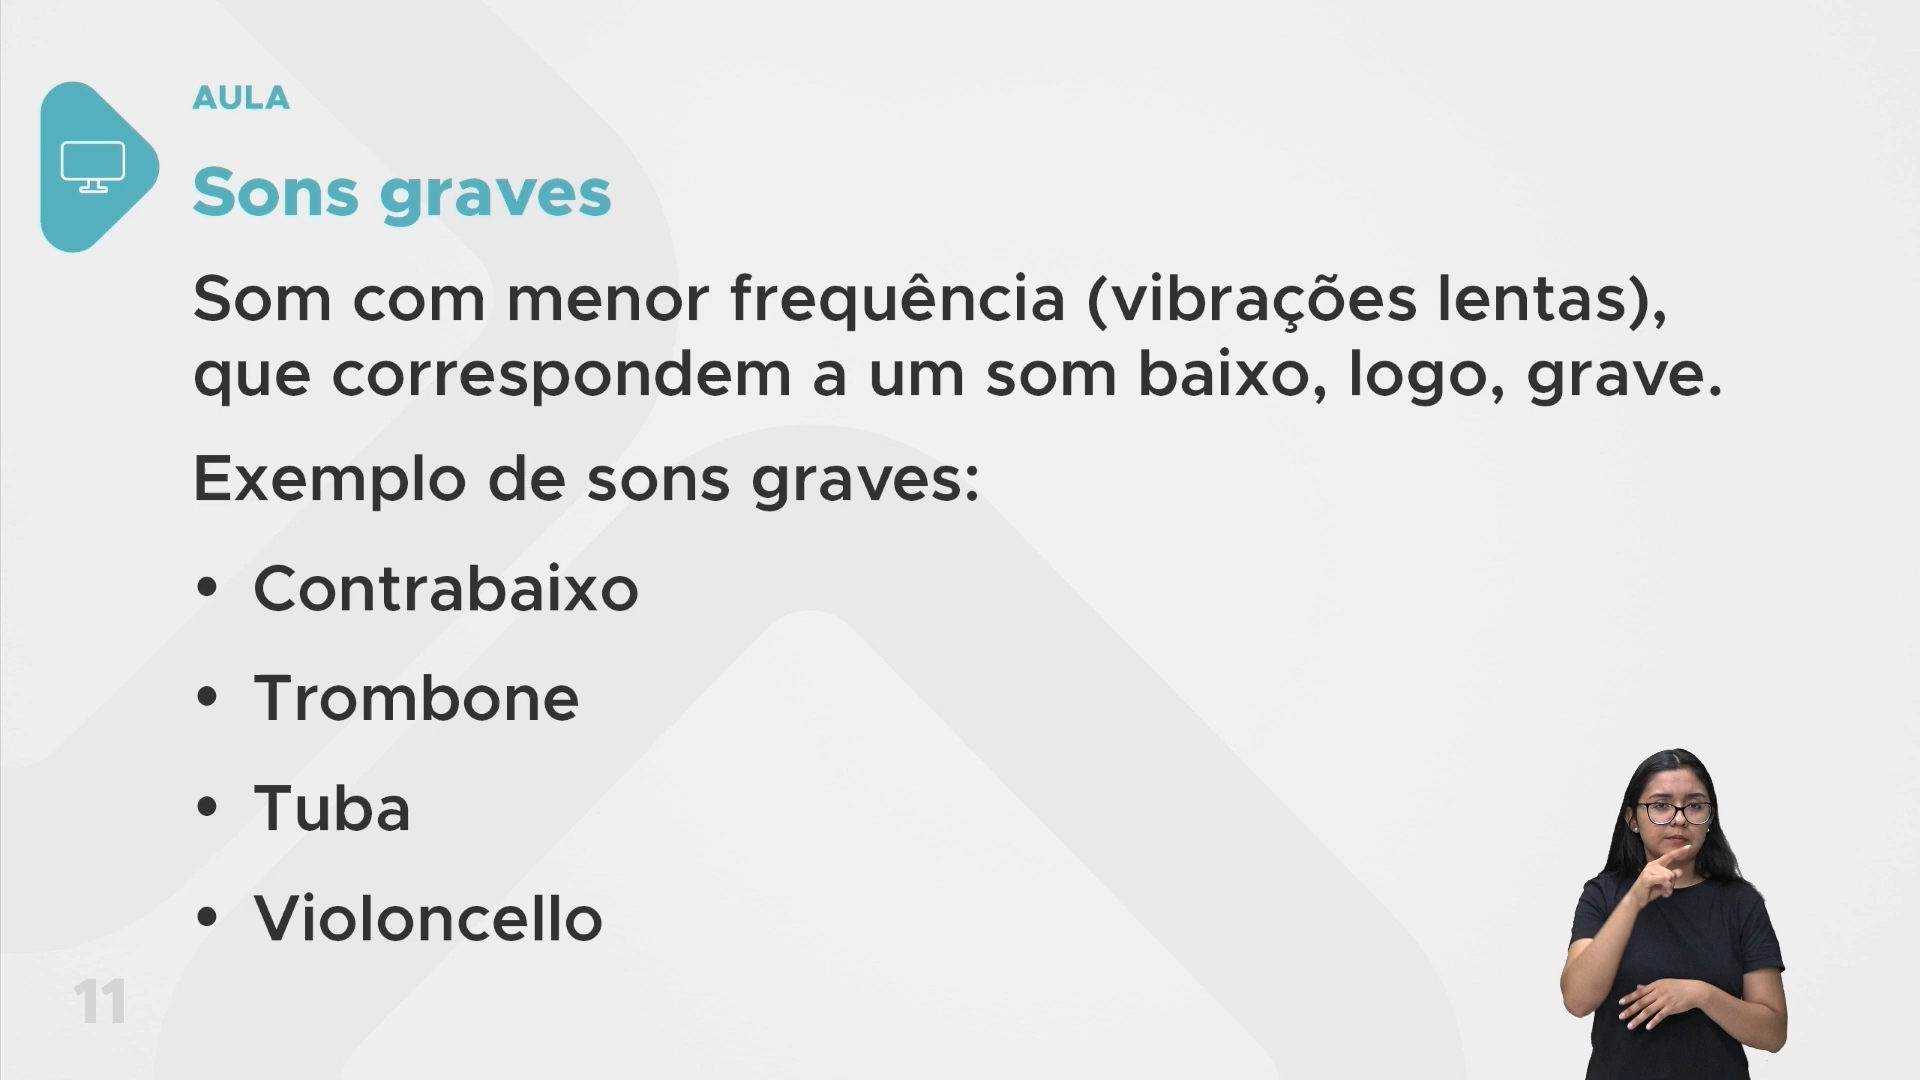 AULA
Sons graves
Som com menor frequência (vibrações lentas),
que correspondem a um som baixo, logo, grave.
Exemplo de sons graves:
• Contrabaixo
• Trombone
• Tuba
• Violoncello
11